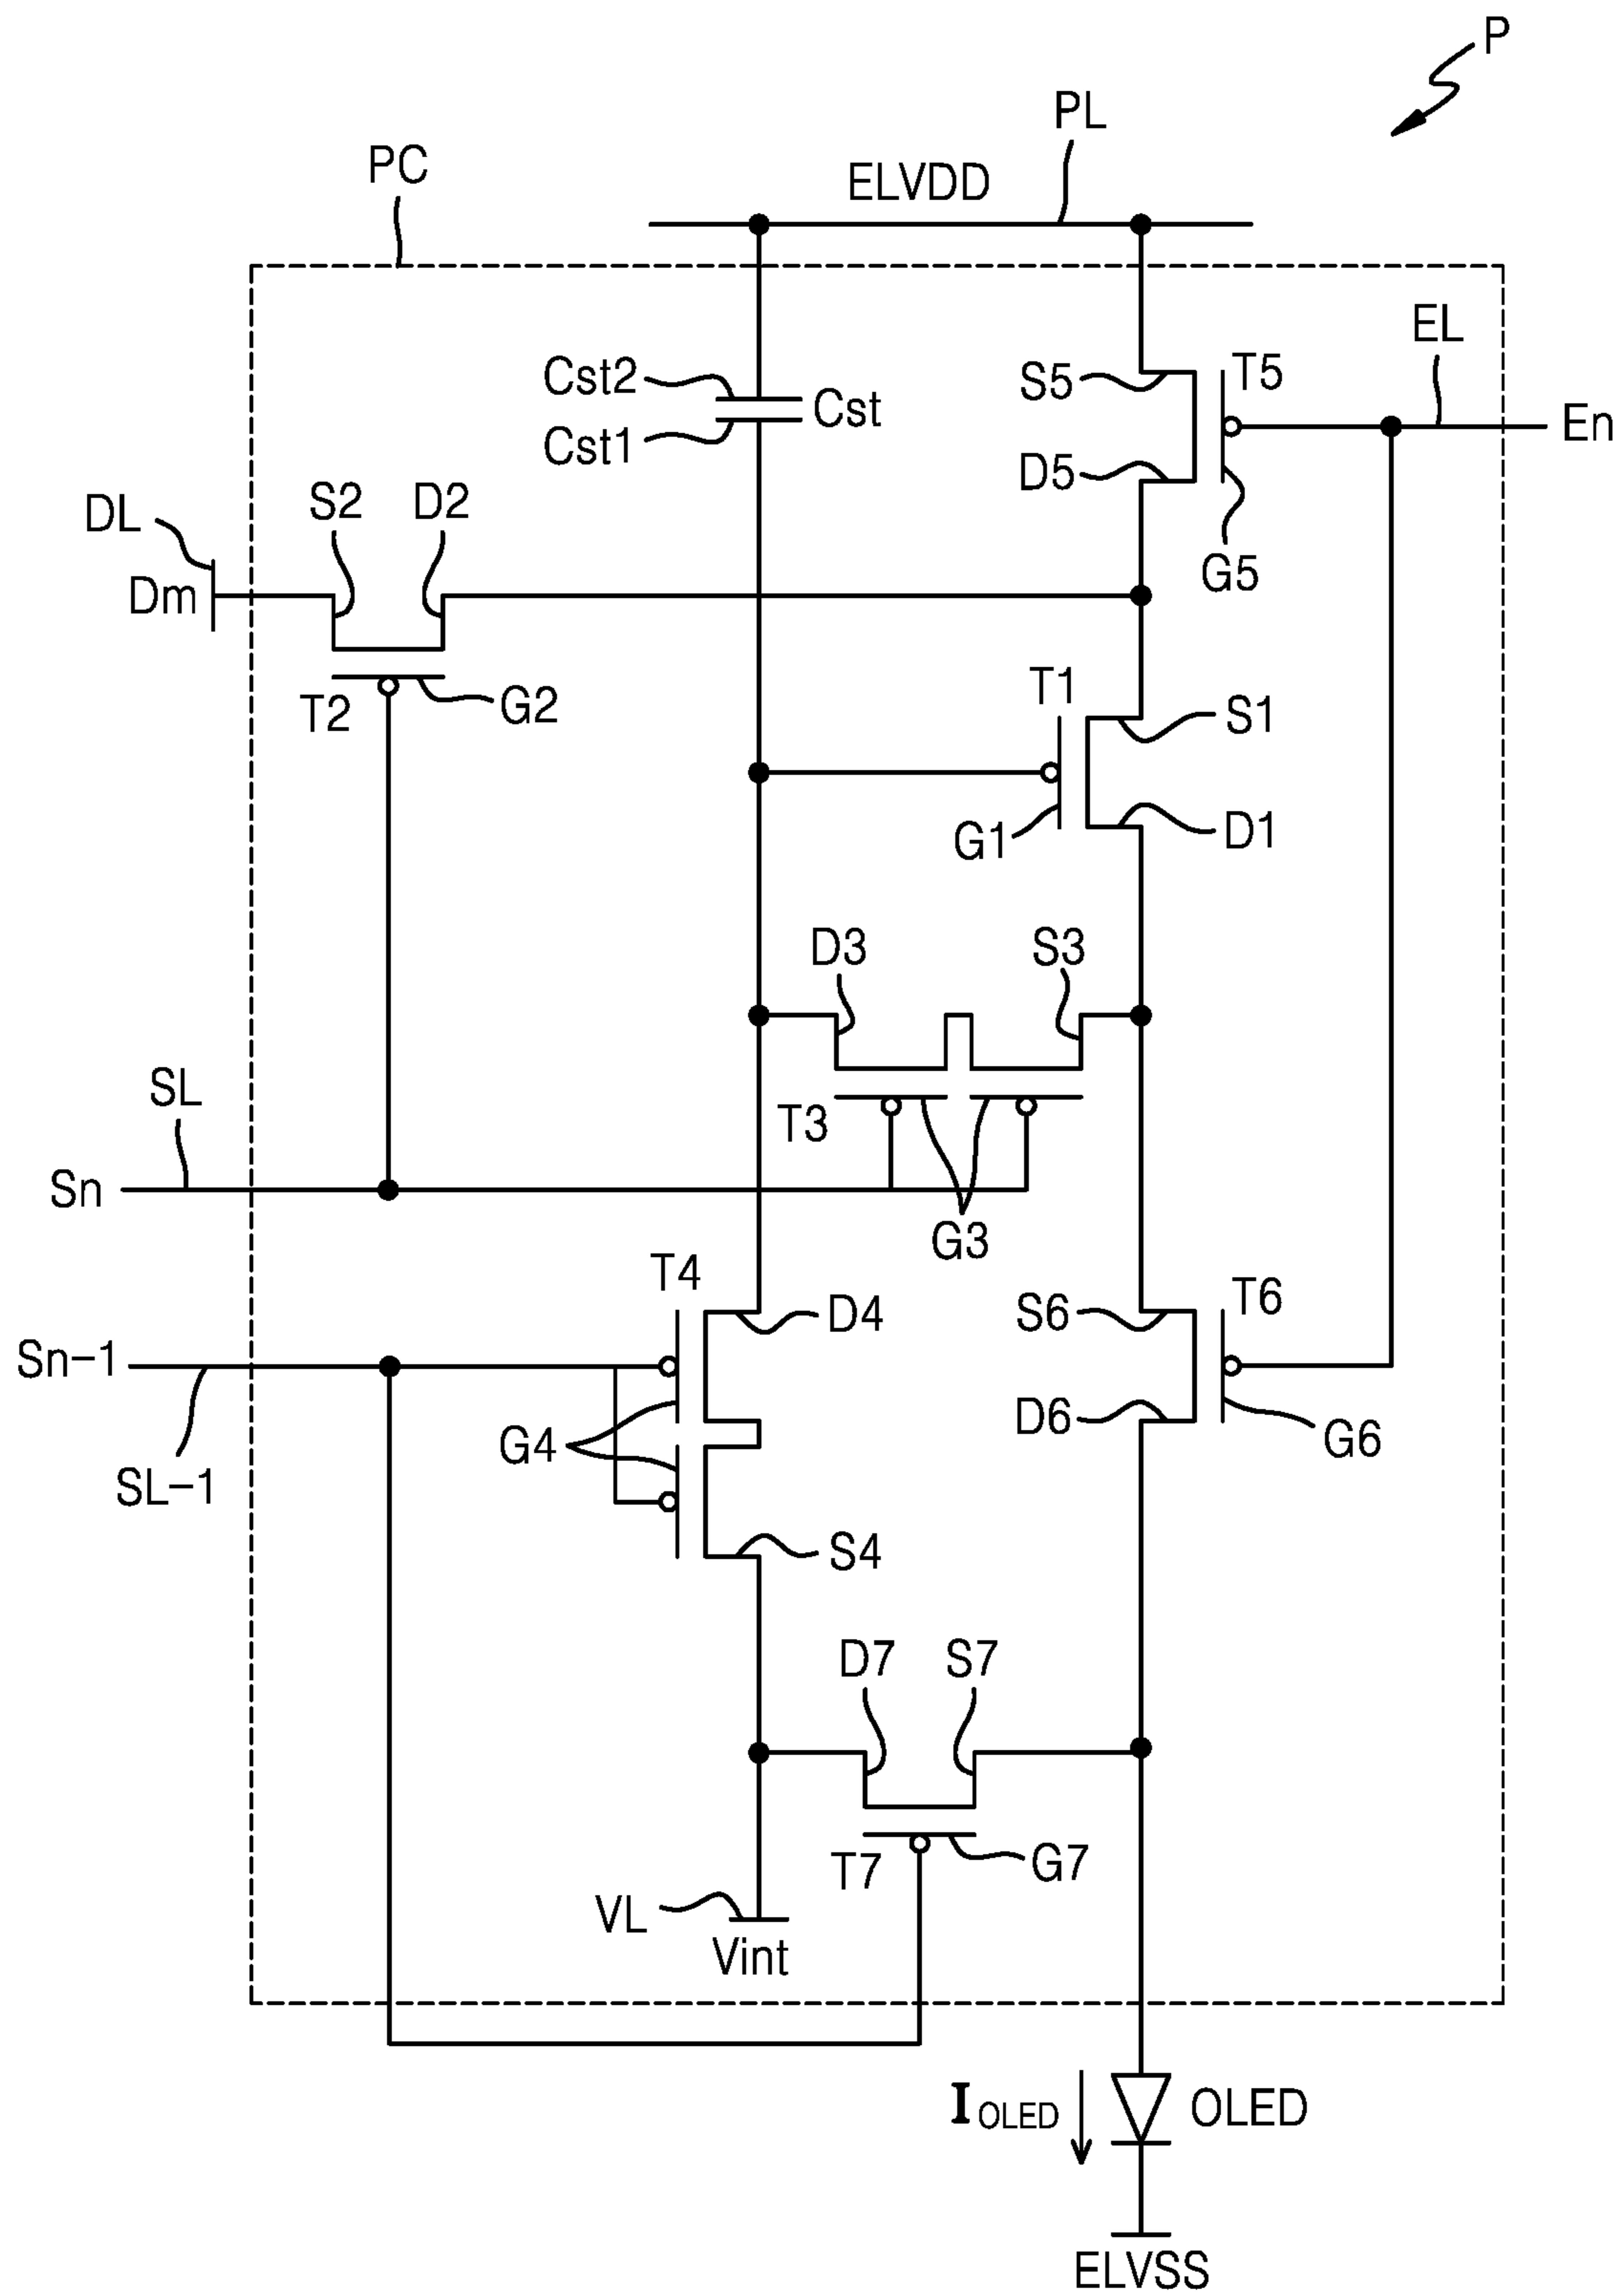 P
PL
PC
ELVDD
EL
Cst2
Cst
S5
T5
En
Cst1
D5
S2
D2
DL
G5
Dm
T1
T2
G2
S1
G1
D1
D3
S3
SL
T3
Sn
G3
T4
D4
S6
T6
Sn-1
D6
G4
G6
SL-1
S4
D7
S7
T7
G7
VL
Vint
IOLED
OLED
ELVSS